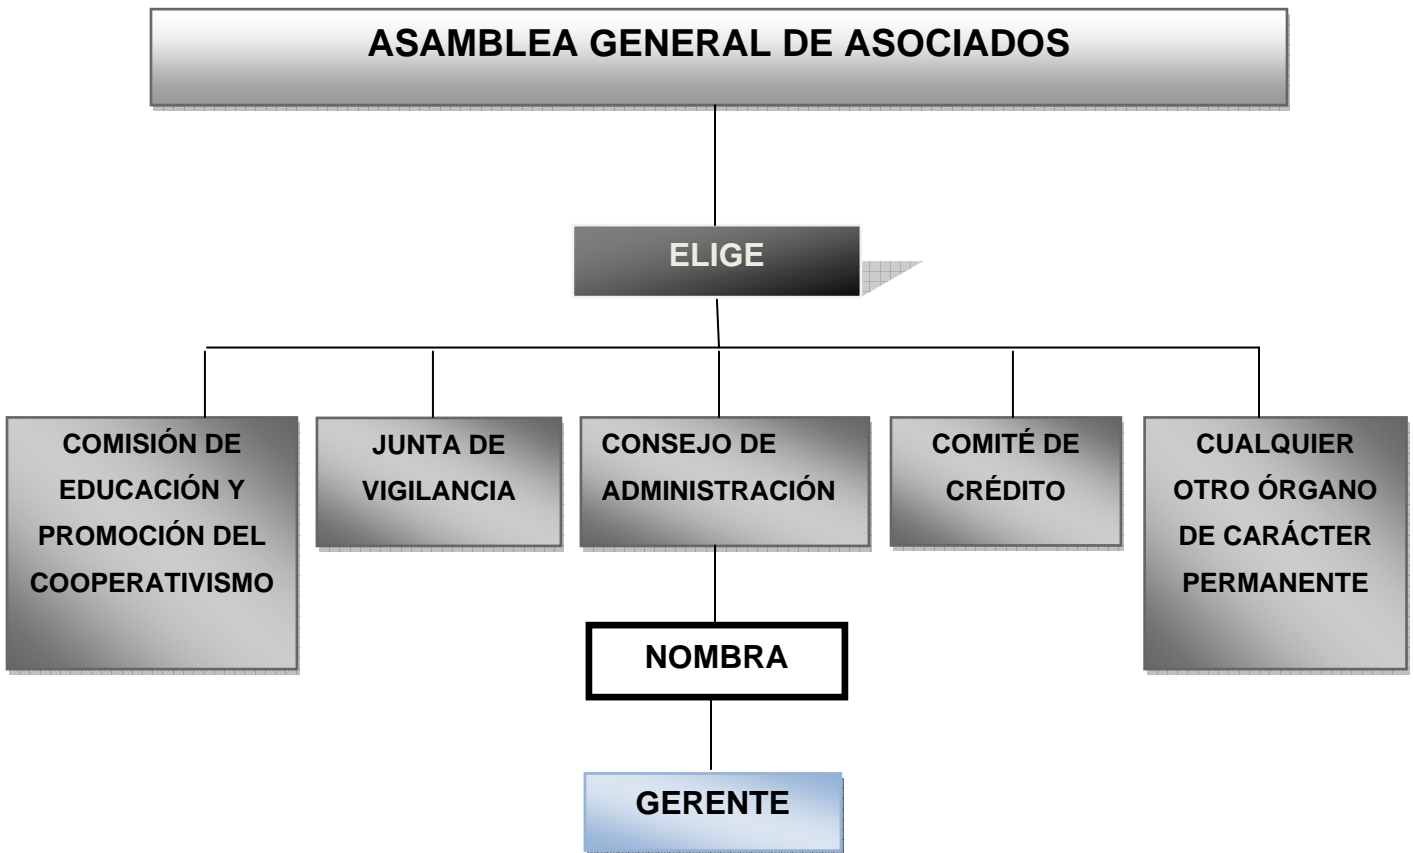 ASAMBLEA GENERAL DE ASOCIADOS
ELIGE
COMISIÓN DE
EDUCACIÓN Y
PROMOCIÓN DEL
COOPERATIVISMO
JUNTA DE
VIGILANCIA
CONSEJO DE
ADMINISTRACIÓN
COMITÉ DE
CRÉDITO
CUALQUIER
OTRO ÓRGANO
DE CARÁCTER
PERMANENTE
NOMBRA
GERENTE